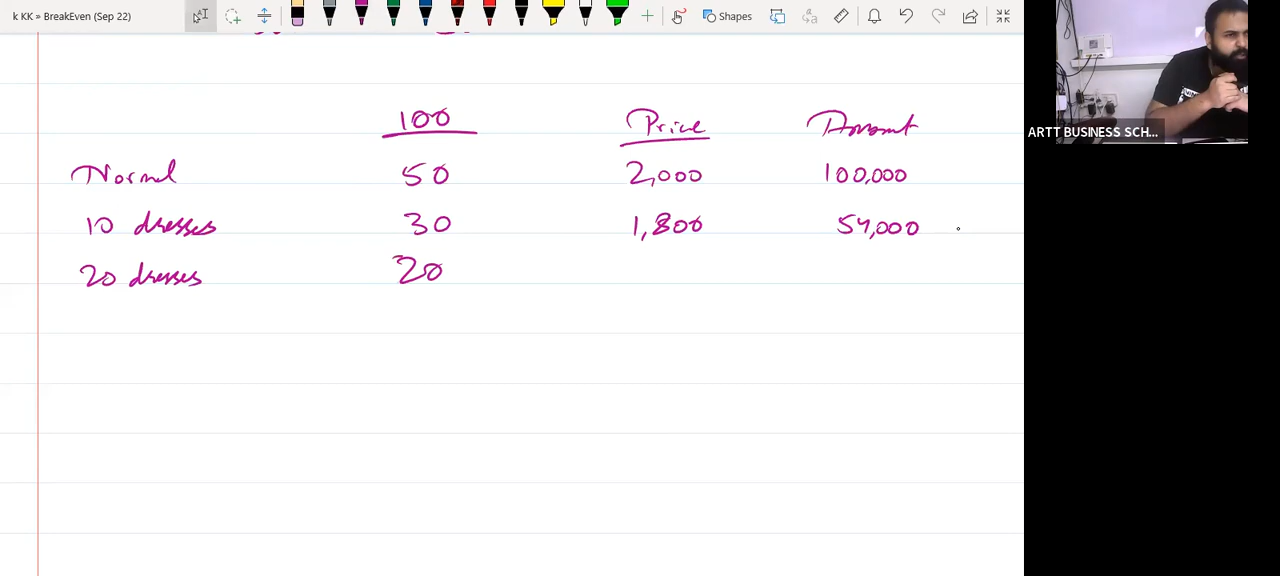 k KK » BreakEven (Sep 22) Shapes
100 Price Amount
Normal 50 2,000 100,000
10 dresses 30 1,800 54,000
20 dresses 20
ARTT BUSINESS SCH...